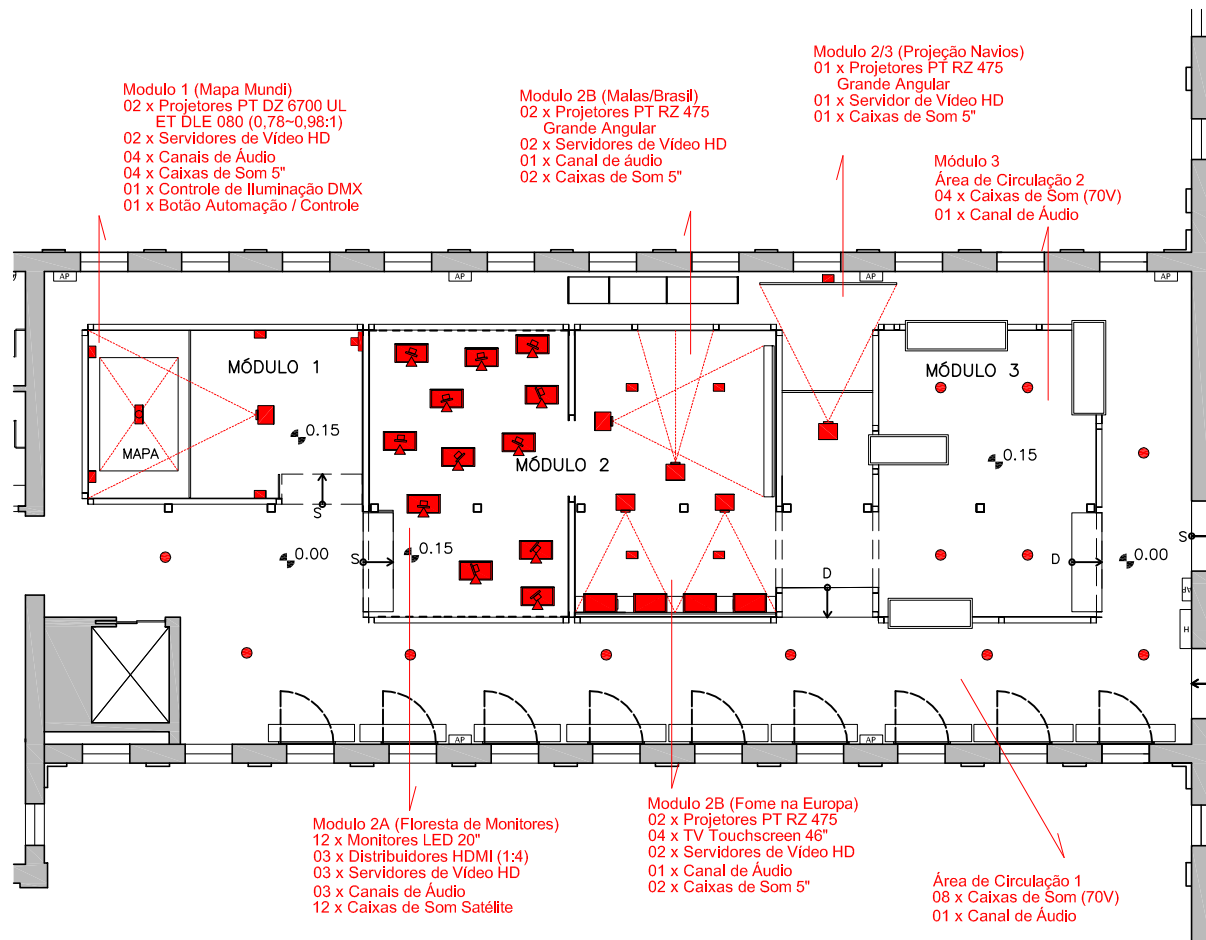 Modulo 1 (Mapa Mundi)
02 x Projetores PT DZ 6700 UL
ET DLE 080 (0,78~0,98:1)
02 x Servidores de Vídeo HD
04 x Canais de Áudio
04 x Caixas de Som 5"
01 x Controle de Iluminação DMX
01 x Botão Automação / Controle
Modulo 2B (Malas/Brasil)
02 x Projetores PT RZ 475
Grande Angular
02 x Servidores de Vídeo HD
01 x Canal de áudio
02 x Caixas de Som 5"
Modulo 2/3 (Projeção Navios)
01 x Projetores PT RZ 475
Grande Angular
01 x Servidor de Vídeo HD
01 x Caixas de Som 5"
Módulo 3
Área de Circulação 2
04 x Caixas de Som (70V)
01 x Canal de Áudio
AP
AP
AP
AP
MÓDULO 1
MÓDULO 3
0.15
MAPA
MÓDULO 2
0.15
S
S
0.00
S
0.15
D
D
0.00
S
AP
H
AP
AP
Modulo 2A (Floresta de Monitores)
12 x Monitores LED 20"
03 x Distribuidores HDMI (1:4)
03 x Servidores de Vídeo HD
03 x Canais de Áudio
12 x Caixas de Som Satélite
Modulo 2B (Fome na Europa)
02 x Projetores PT RZ 475
04 x TV Touchscreen 46"
02 x Servidores de Vídeo HD
01 x Canal de Áudio
02 x Caixas de Som 5"
Área de Circulação 1
08 x Caixas de Som (70V)
01 x Canal de Áudio